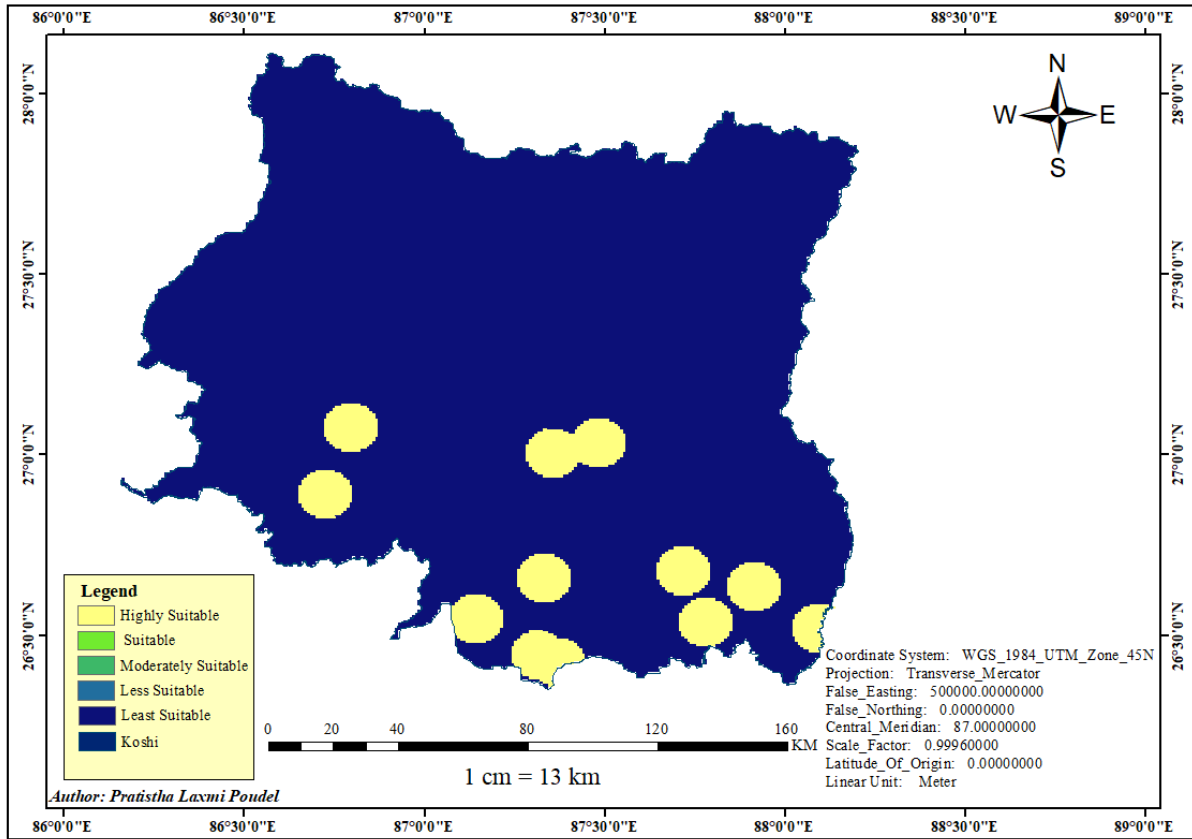 86°0'0"E 86°30'0"E 87°0'0"E 87°30'0"E 88°0'0"E 88°30'0"E 89°0'0"E
N
W E
S
28°0'0"N 28°0'0"N
27°30'0"N 27°30'0"N
27°0'0"N 27°0'0"N
26°30'0"N 26°30'0"N
Legend
Highly Suitable
Suitable
Moderately Suitable
Less Suitable
Least Suitable
Koshi
Coordinate System: WGS_1984_UTM_Zone_45N
Projection: Transverse_Mercator
False_Easting: 500000.00000000
False_Northing: 0.00000000
Central_Meridian: 87.00000000
Scale_Factor: 0.99960000
Latitude_Of_Origin: 0.00000000
Linear Unit: Meter
0 20 40 80 120 160
KM
1 cm = 13 km
Author: Pratistha Laxmi Poudel
86°0'0"E 86°30'0"E 87°0'0"E 87°30'0"E 88°0'0"E 88°30'0"E 89°0'0"E